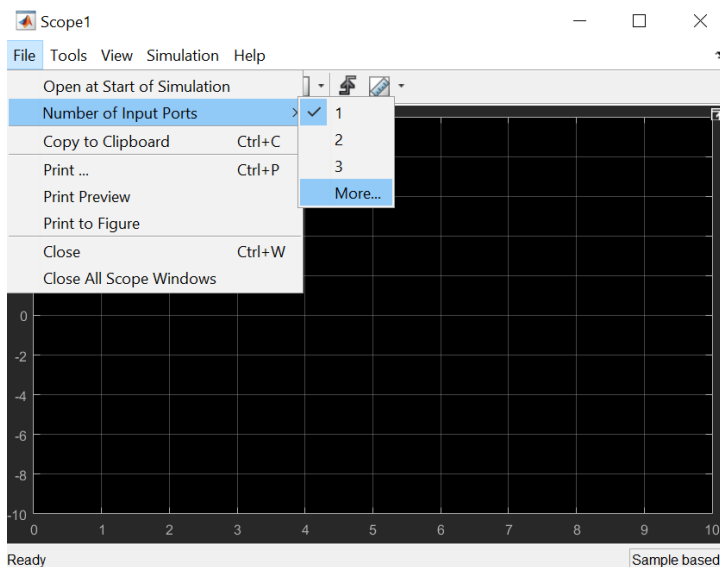 Scope1
File Tools View Simulation Help
Open at Start of Simulation
Number of Input Ports
1
2
3
More...
Copy to Clipboard Ctrl+C
Print ... Ctrl+P
Print Preview
Print to Figure
Close Ctrl+W
Close All Scope Windows
0
-2
-4
-6
-8
-10
0 1 2 3 4 5 6 7 8 9 10
Ready Sample based